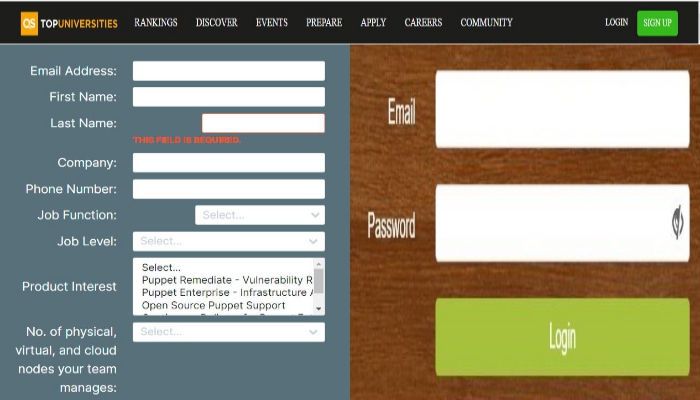 QS TOPUNIVERSITIES RANKINGS DISCOVER EVENTS PREPARE APPLY CAREERS COMMUNITY LOGIN SIGN UP
Email Address:
First Name:
Last Name:
THIS FIELD IS REQUIRED.
Company:
Phone Number:
Job Function: Select...
Job Level: Select...
Product Interest
Select...
Puppet Remediate - Vulnerability R
Puppet Enterprise - Infrastructure
Open Source Puppet Support
No. of physical, Select...
virtual, and cloud
nodes your team
manages:
Email
Password
Login